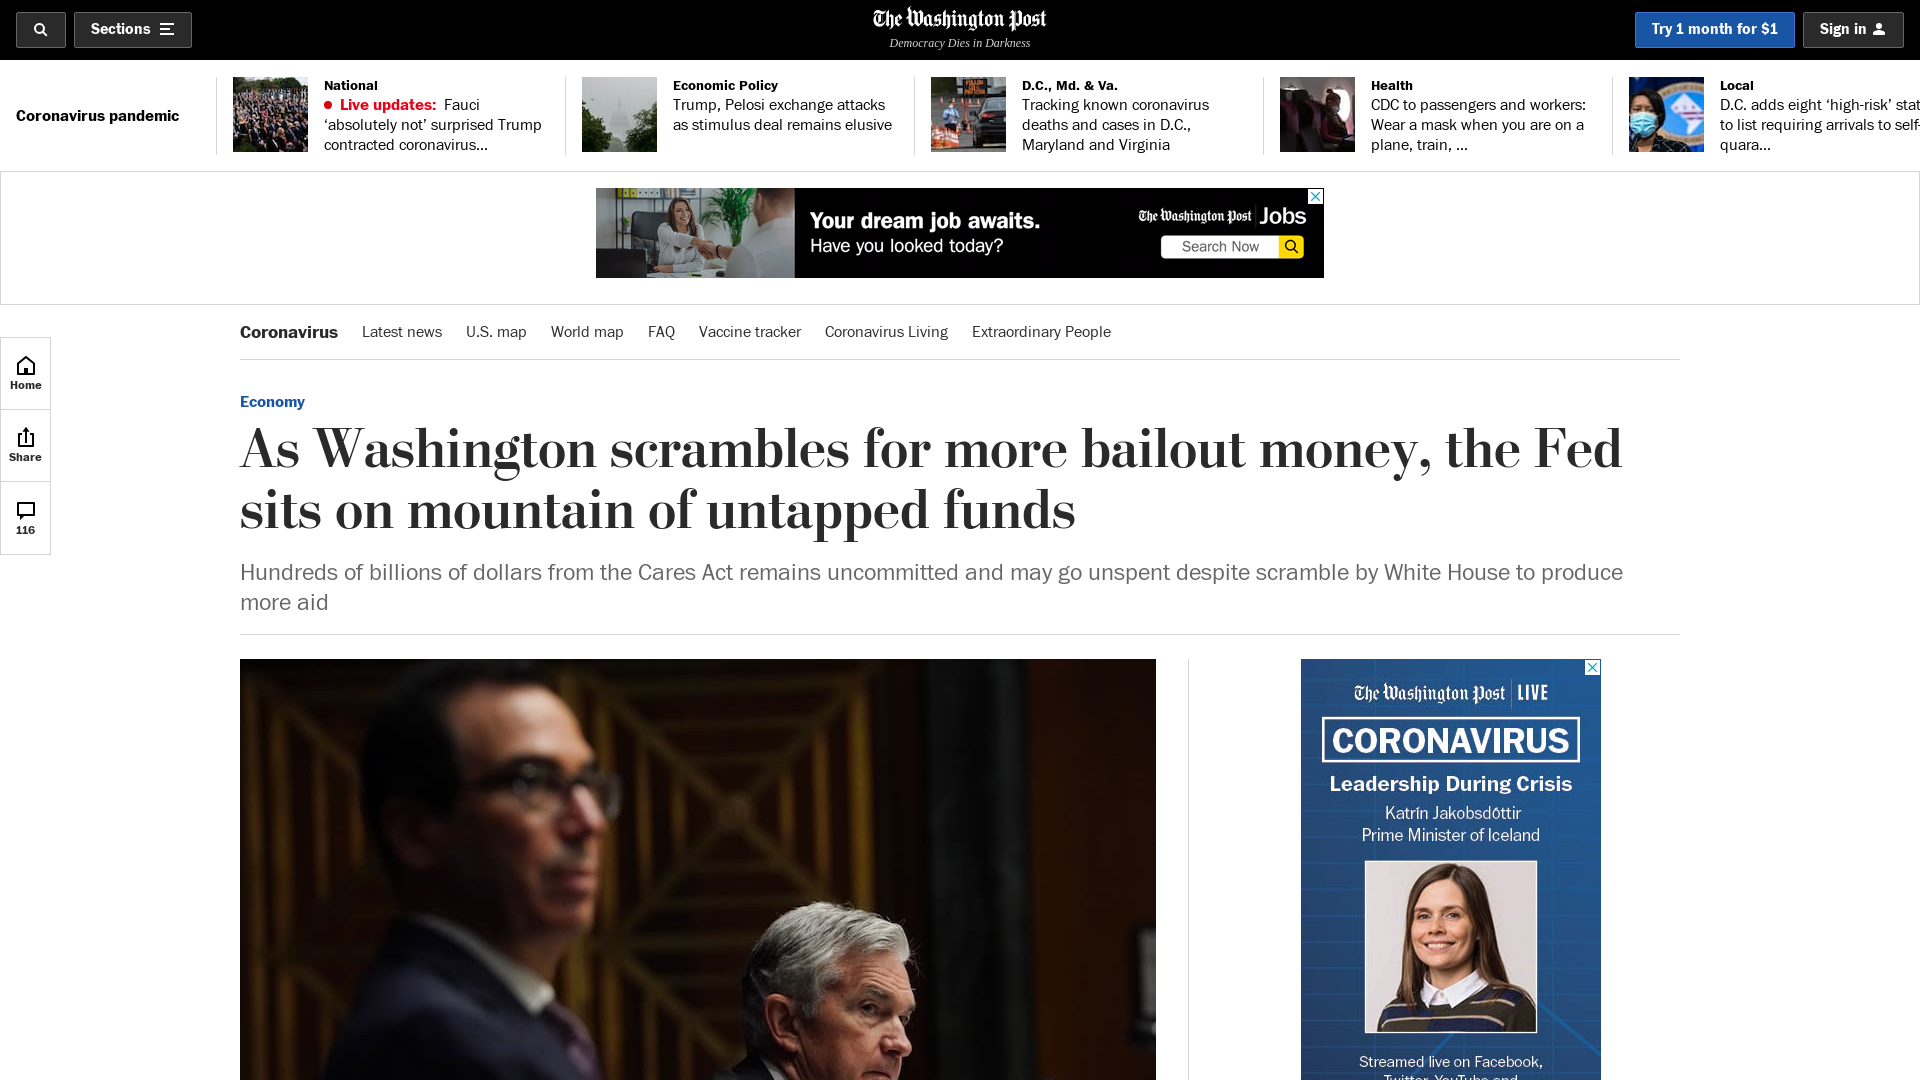 Sections
The Washington Post
Democracy Dies in Darkness
Try 1 month for $1
Sign in
Coronavirus pandemic
National
Live updates: Fauci
‘absolutely not’ surprised Trump
contracted coronavirus...
Economic Policy
Trump, Pelosi exchange attacks
as stimulus deal remains elusive
D.C., Md. & Va.
Tracking known coronavirus
deaths and cases in D.C.,
Maryland and Virginia
Health
CDC to passengers and workers:
Wear a mask when you are on a
plane, train, ...
Local
D.C. adds eight ‘high-risk’ stat
to list requiring arrivals to self-
quara...
Your dream job awaits.
Have you looked today?
The Washington Post Jobs
Search Now
Coronavirus
Latest news
U.S. map
World map
FAQ
Vaccine tracker
Coronavirus Living
Extraordinary People
Home
Share
116
Economy
As Washington scrambles for more bailout money, the Fed
sits on mountain of untapped funds
Hundreds of billions of dollars from the Cares Act remains uncommitted and may go unspent despite scramble by White House to produce
more aid
The Washington Post LIVE
CORONAVIRUS
Leadership During Crisis
Katrín Jakobsdóttir
Prime Minister of Iceland
Streamed live on Facebook,
Twitter, YouTube and